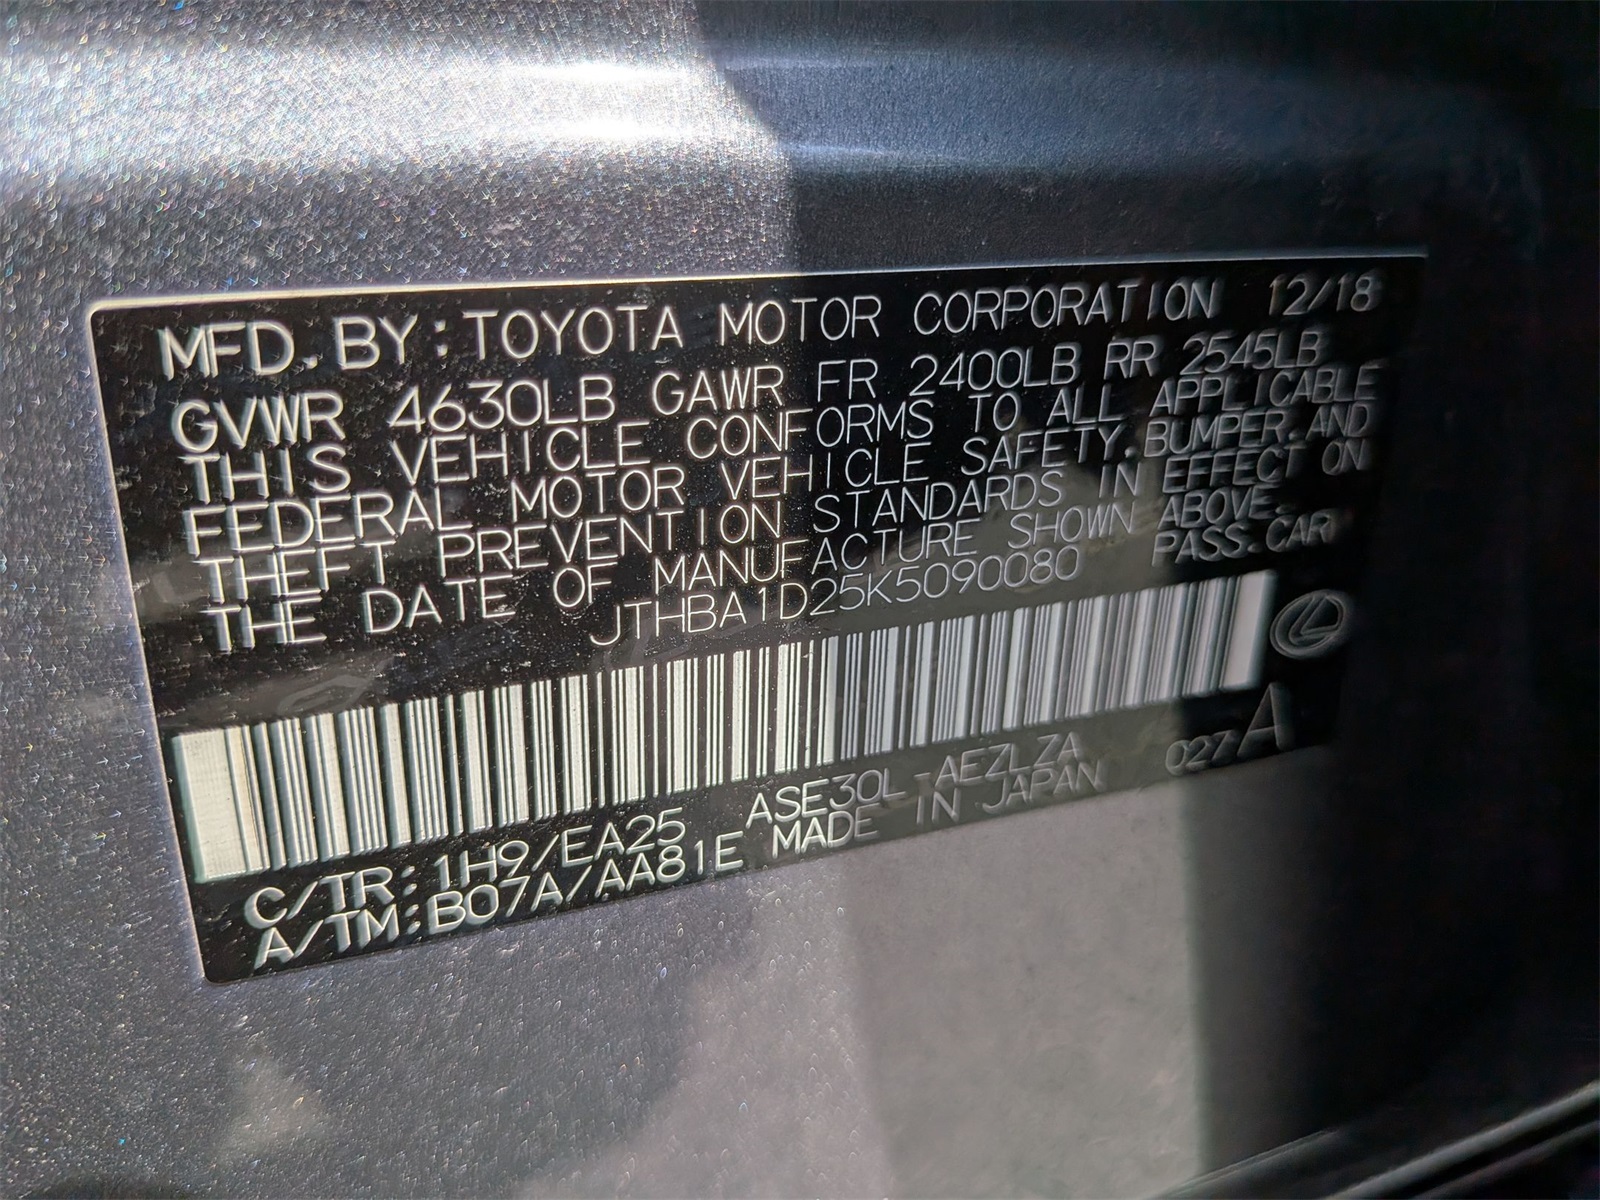 MFD. BY: TOYOTA MOTOR CORPORATION 12/18
GVWR 4630LB GAWR FR 2400LB RR 2545LB
THIS VEHICLE CONFORMS TO ALL APPLICABLE
FEDERAL MOTOR VEHICLE SAFETY, BUMPER, AND
THEFT PREVENTION STANDARDS IN EFFECT ON
THE DATE OF MANUFACTURE SHOWN ABOVE.
JTHBA1D25K5090080 PASS. CAR
C/TR: 1H9/EA25 ASE30L-AEZLZA 027A
A/TM: B07A/AA81E MADE IN JAPAN